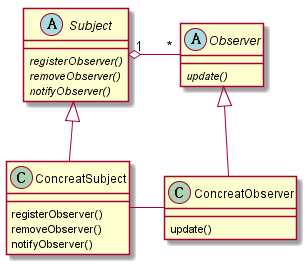 A Subject
registerObserver()
removeObserver()
notifyObserver()
1
*
A Observer
update()
C ConcreatSubject
registerObserver()
removeObserver()
notifyObserver()
C ConcreatObserver
update()